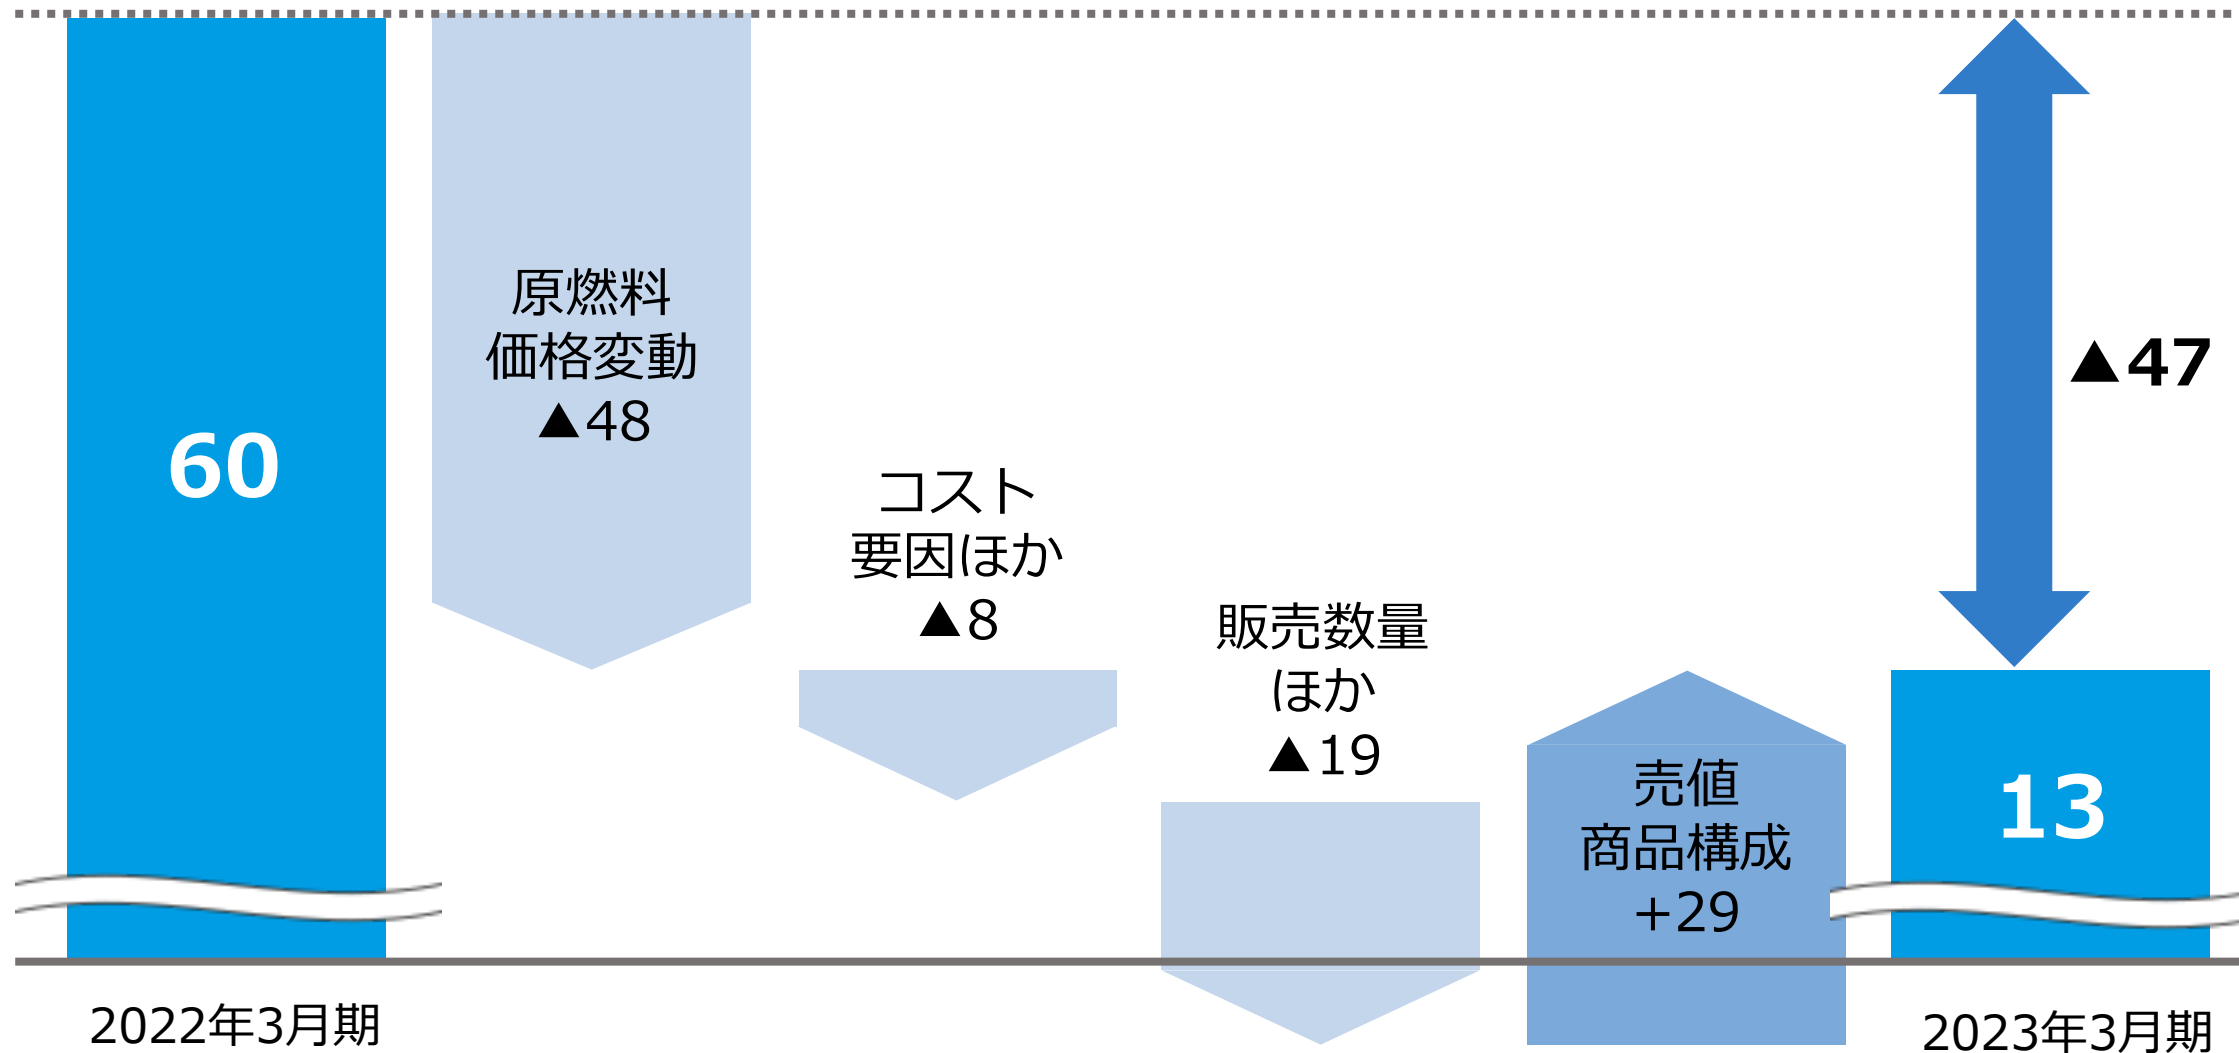 60
原燃料
価格変動
▲48
コスト
要因ほか
▲8
販売数量
ほか
▲19
売値
商品構成
+29
▲47
13
2022年3月期
2023年3月期